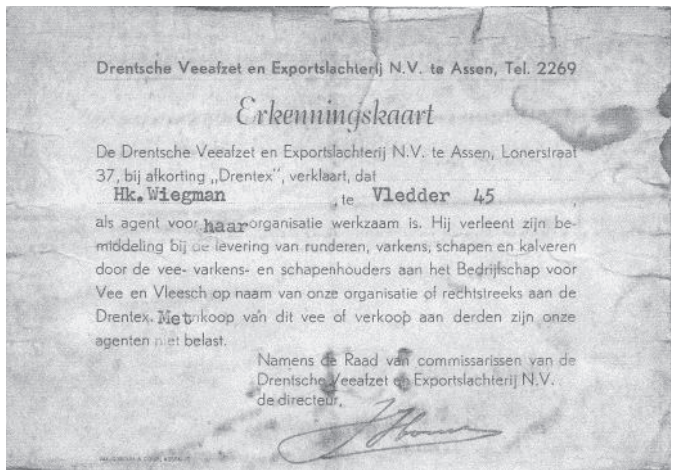 Drentsche Veeafzet en Exportslachterij N.V. te Assen, Tel. 2269
Erkenningskaart
De Drentsche Veeafzet en Exportslachterij N.V. te Assen, Lonerstraat
37, bij afkorting „Drentex”, verklaart, dat
Hk.Wiegman , te Vledder 45 ,
als agent voor haar organisatie werkzaam is. Hij verleent zijn be-
middeling bij de levering van runderen, varkens, schapen en kalveren
door de vee- varkens- en schapenhouders aan het Bedrijfschap voor
Vee en Vleesch op naam van onze organisatie of rechtstreeks aan de
Drentex. Met koop van dit vee of verkoop aan derden zijn onze
agenten niet belast.
Namens de Raad van commissarissen van de
Drentsche Veeafzet en Exportslachterij N.V.
de directeur,